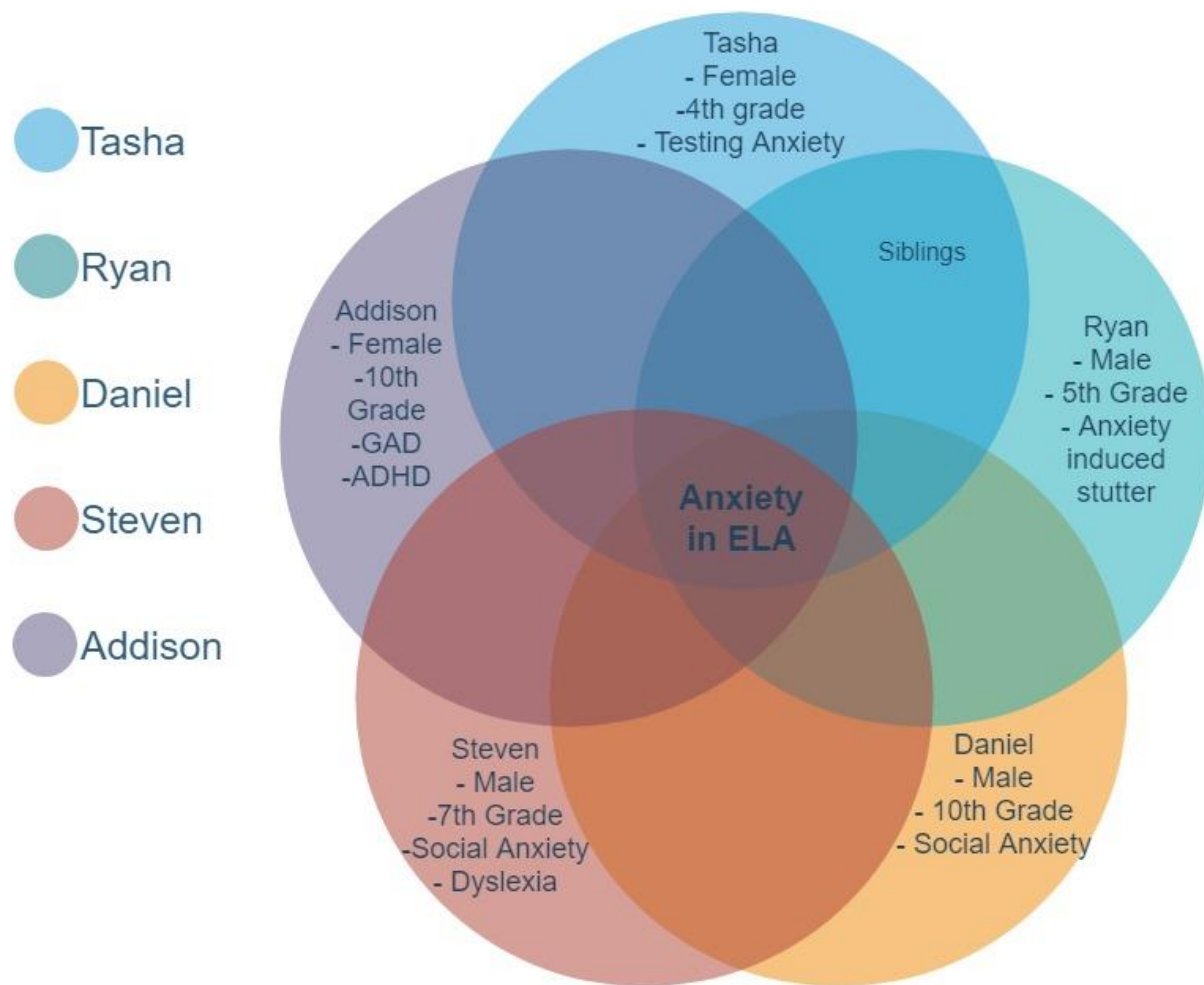 Tasha
Ryan
Daniel
Steven
Addison
Tasha
- Female
-4th grade
- Testing Anxiety
Siblings
Addison
- Female
-10th
Grade
-GAD
-ADHD
Ryan
- Male
- 5th Grade
- Anxiety
induced
stutter
Anxiety
in ELA
Steven
- Male
-7th Grade
-Social Anxiety
- Dyslexia
Daniel
- Male
- 10th Grade
- Social Anxiety